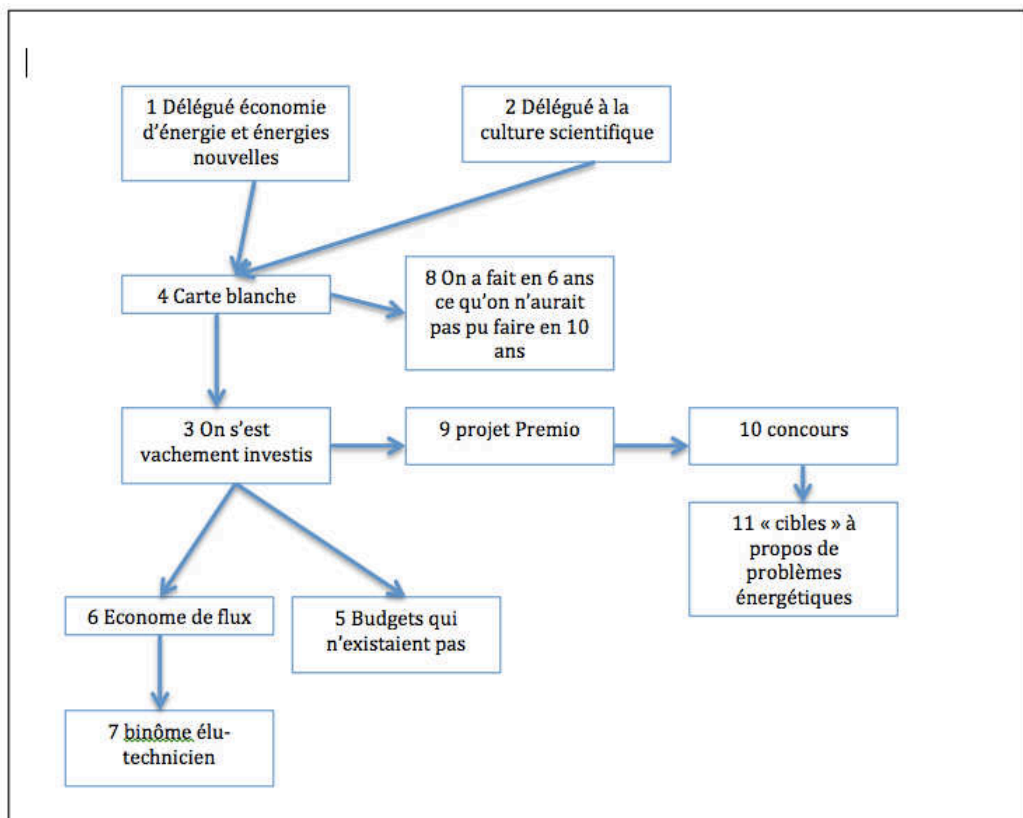 1 Délégué économie
d'énergie et énergies
nouvelles
2 Délégué à la
culture scientifique
4 Carte blanche
8 On a fait en 6 ans
ce qu'on n'aurait
pas pu faire en 10
ans
3 On s'est
vachement investis
9 projet Premio
10 concours
11 « cibles » à
propos de
problèmes
énergétiques
6 Econome de flux
5 Budgets qui
n'existaient pas
7 binôme élu-
technicien